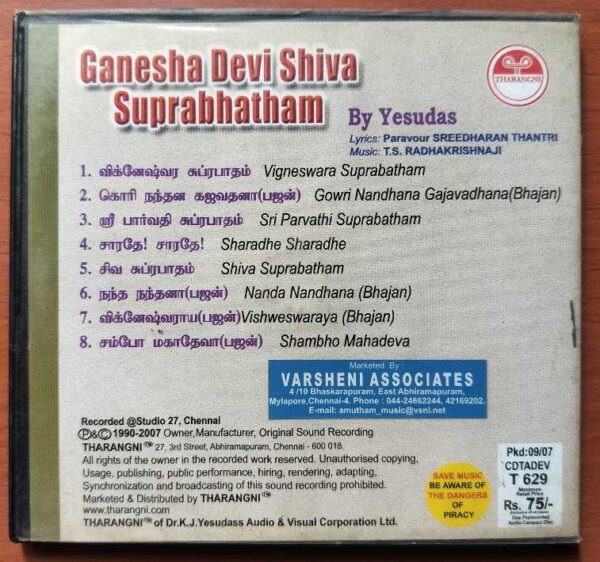 Ganesha Devi Shiva
Suprabhatham
THARANGNI
By Yesudas
Lyrics: Paravour SREEDHARAN THANTRI
Music: T.S. RADHAKRISHNAJI
1. விக்னேஷ்வர சுப்ரபாதம் Vigneswara Suprabatham
2. கௌரி நந்தன கஜவதனா(பஜன்) Gowri Nandhana Gajavadhana(Bhajan)
3. ஸ்ரீ பார்வதி சுப்ரபாதம் Sri Parvathi Suprabatham
4. சாரதே! சாரதே! Sharadhe Sharadhe
5. சிவ சுப்ரபாதம் Shiva Suprabatham
6. நந்த நந்தனா(பஜன்) Nanda Nandhana (Bhajan)
7. விக்னேஷ்வராய(பஜன்)Vishweswaraya (Bhajan)
8. சம்போ மகாதேவா(பஜன்) Shambho Mahadeva
Marketed By :
VARSHENI ASSOCIATES
4 /10 Bhaskarapuram, East Abhiramapuram,
Mylapore,Chennai-4. Phone : 044-24662244, 42169202.
E-mail: amutham_music@vsnl.net
Recorded @Studio 27, Chennai
℗&© 1990-2007 Owner,Manufacturer, Original Sound Recording
THARANGNI 27, 3rd Street, Abhiramapuram, Chennai - 600 018.
All rights of the owner in the recorded work reserved. Unauthorised copying,
Usage, publishing, public performance, hiring, rendering, adapting,
Synchronization and broadcasting of this sound recording prohibited.
Marketed & Distributed by THARANGNI
www.tharangni.com
THARANGNI of Dr.K.J.Yesudass Audio & Visual Corporation Ltd.
SAVE MUSIC
BE AWARE OF
THE DANGERS
OF
PIRACY
Pkd:09/07
CDTADEV
T 629
Maximum
Retail Price
Rs. 75/-
One Prerecorded
Audio Compact Disc